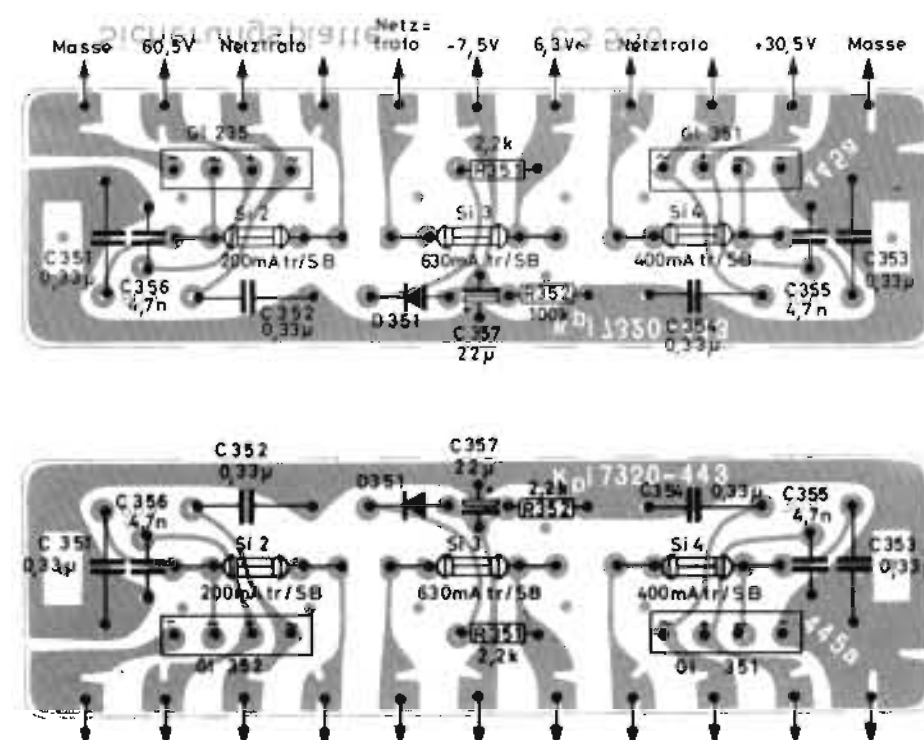 Sicherungsplatte
Masse 60,5V Netztrafo Netz= trafo -7,5V 6,3V~ Netztrafo +30,5V Masse
Gl 235 2,2k Gl 351
R351
Si 2 Si 3 Si 4
C351 0,33µ 200mA tr/SB 630mA tr/SB 400mA tr/SB C353 0,33µ
C356 4,7n C355 4,7n
C352 0,33µ D351 R352 100k C354 0,33µ
C357 22µ
C352 0,33µ C357 22µ
D351 17320-443
C356 4,7n 2,2k R352 C354 0,33µ C355 4,7n
C351 0,33µ Si 2 Si 3 Si 4 C353 0,33
200mA tr/SB 630mA tr/SB 400mA tr/SB
R351 2,2k
Gl 352 Gl 351